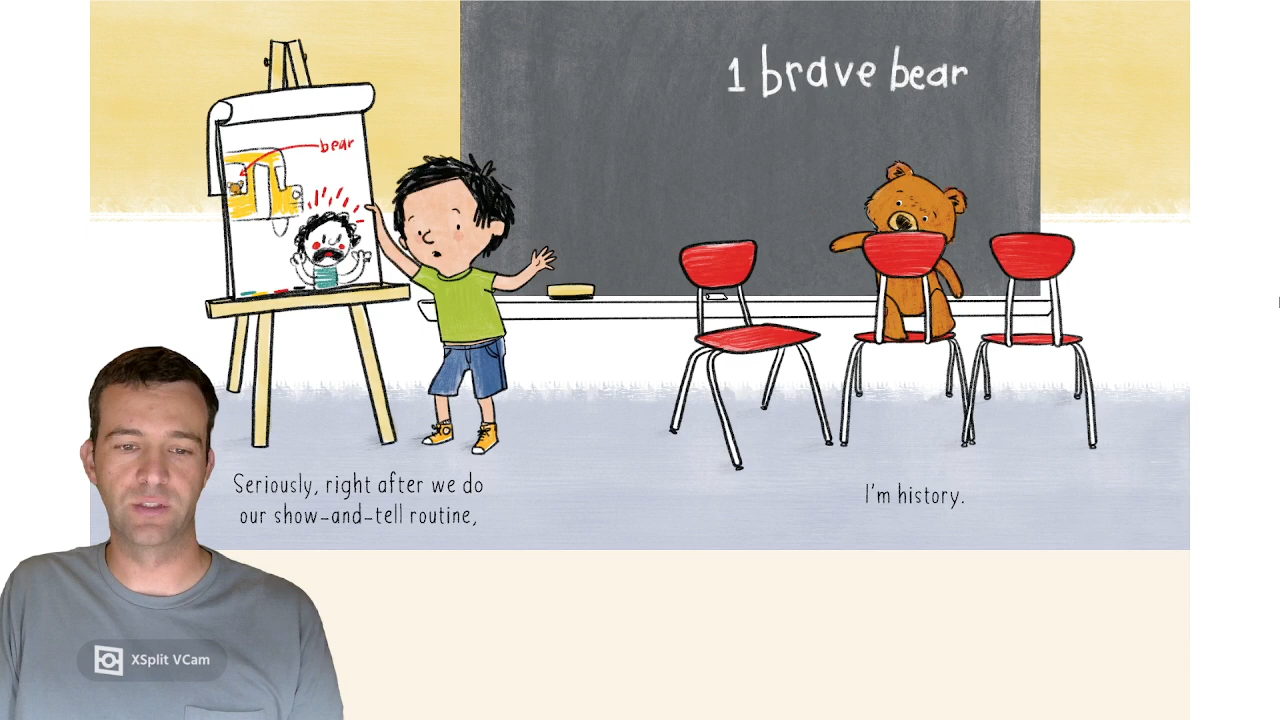 1 brave bear
bear
Seriously, right after we do
our show-and-tell routine,
I'm history.
XSplit VCam